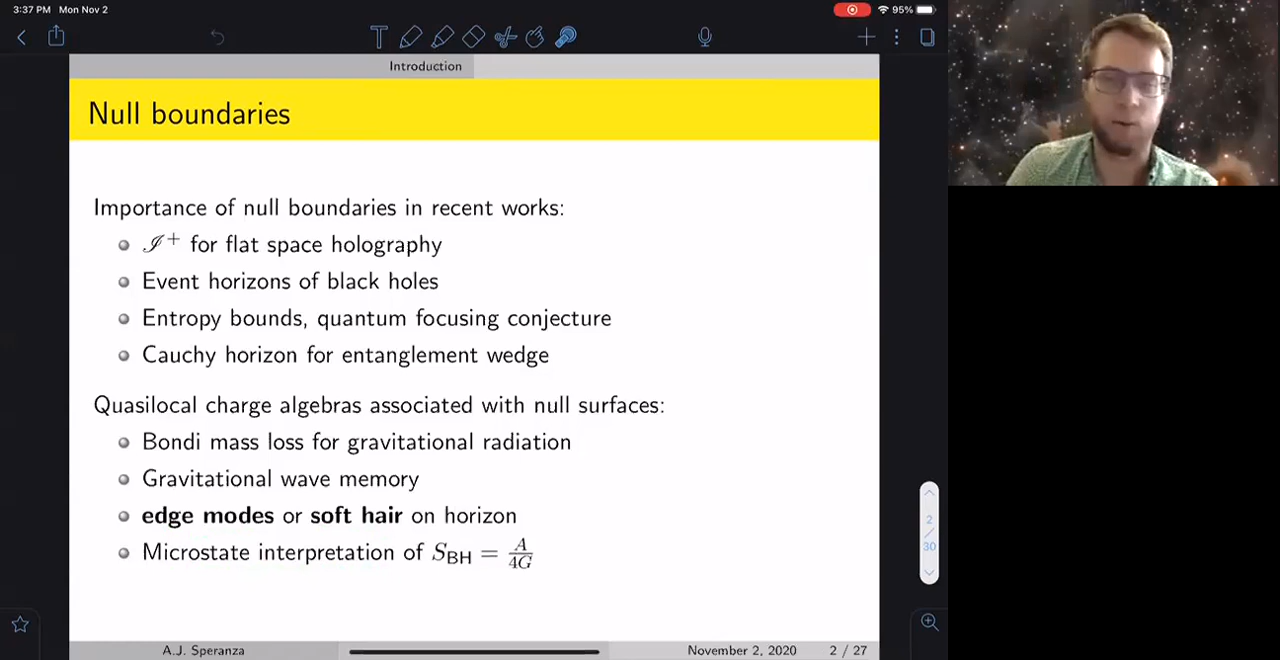 3:37 PM Mon Nov 2
95%
Introduction
Null boundaries
Importance of null boundaries in recent works:
ℐ⁺ for flat space holography
Event horizons of black holes
Entropy bounds, quantum focusing conjecture
Cauchy horizon for entanglement wedge
Quasilocal charge algebras associated with null surfaces:
Bondi mass loss for gravitational radiation
Gravitational wave memory
edge modes or soft hair on horizon
Microstate interpretation of S_BH = A/4G
2
/
30
A.J. Speranza
November 2, 2020
2 / 27